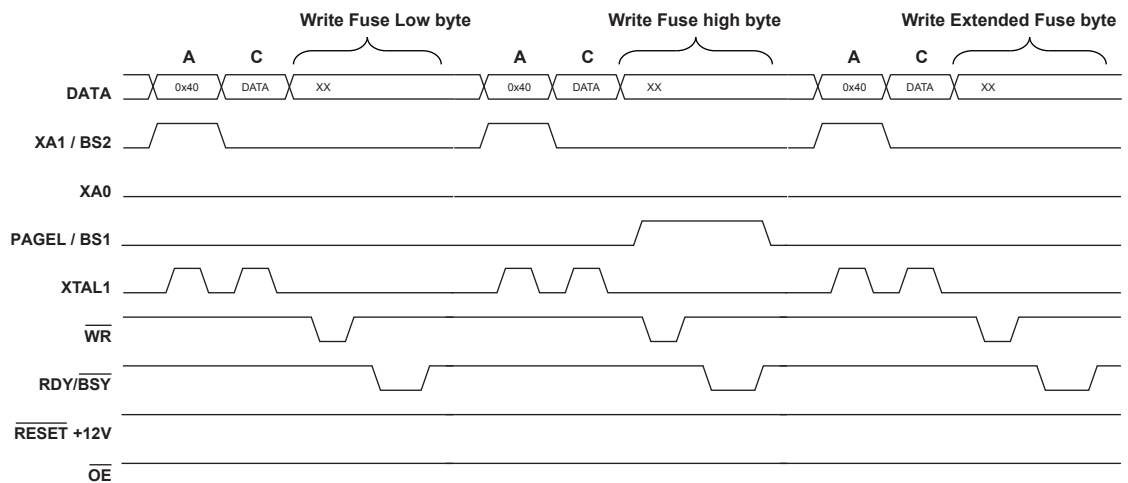 Write Fuse Low byte Write Fuse high byte Write Extended Fuse byte
A C A C A C
DATA 0x40 DATA XX 0x40 DATA XX 0x40 DATA XX
XA1 / BS2
XA0
PAGEL / BS1
XTAL1
WR
RDY/BSY
RESET +12V
OE